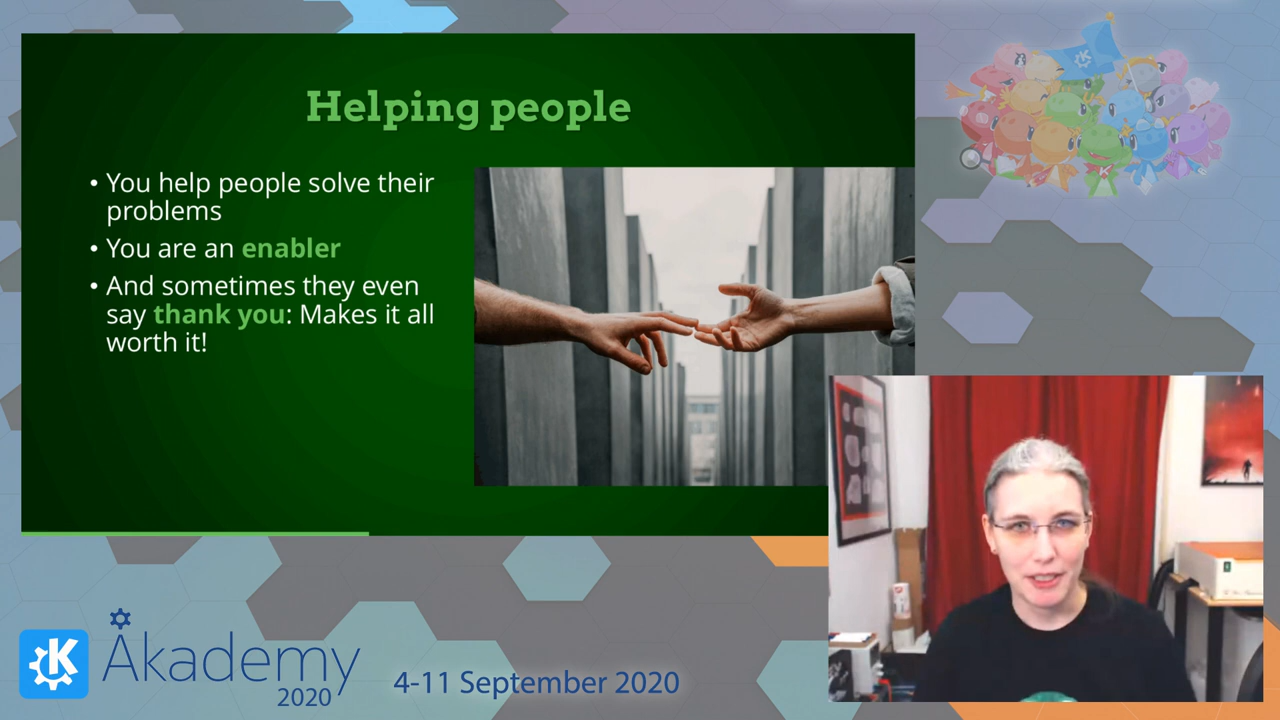 Helping people
• You help people solve their
problems
• You are an enabler
• And sometimes they even
say thank you: Makes it all
worth it!
Akademy
2020
4-11 September 2020